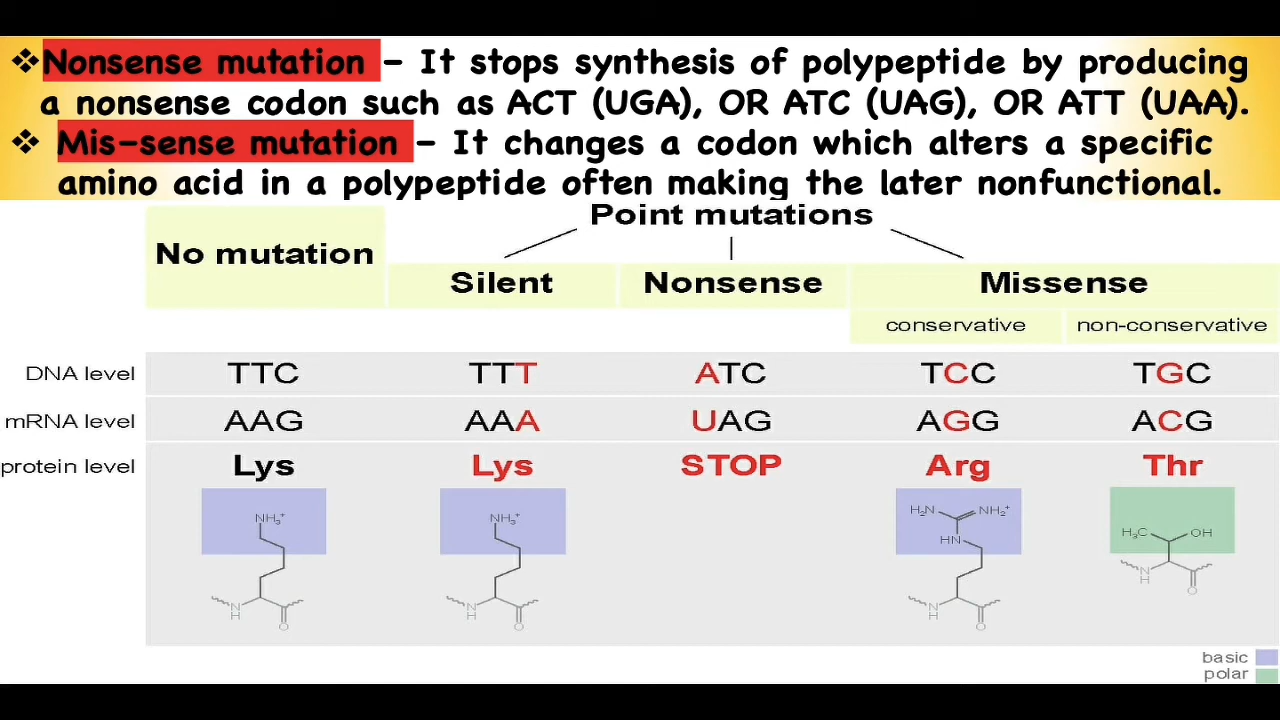 ❖Nonsense mutation – It stops synthesis of polypeptide by producing
a nonsense codon such as ACT (UGA), OR ATC (UAG), OR ATT (UAA).
❖ Mis-sense mutation – It changes a codon which alters a specific
amino acid in a polypeptide often making the later nonfunctional.
Point mutations
No mutation
Silent Nonsense Missense
conservative non-conservative
DNA level TTC TTT ATC TCC TGC
mRNA level AAG AAA UAG AGG ACG
protein level Lys Lys STOP Arg Thr
NH₃⁺ NH₃⁺ H₂N NH₂⁺ HN H₃C OH
N H O N H O N H O N H O
basic
polar